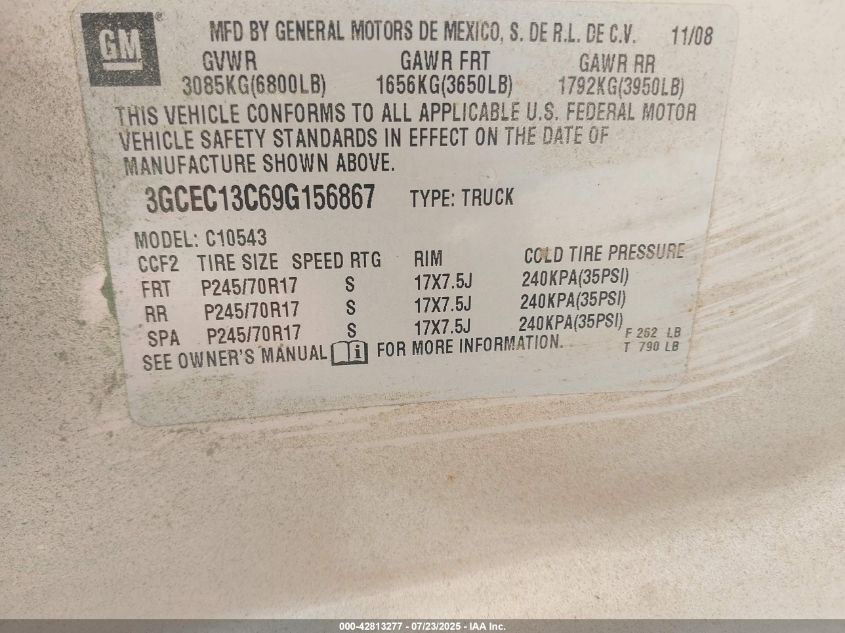 GM® MFD BY GENERAL MOTORS DE MEXICO, S. DE R.L. DE C.V. 11/08
GVWR GAWR FRT GAWR RR
3085KG(6800LB) 1656KG(3650LB) 1792KG(3950LB)
THIS VEHICLE CONFORMS TO ALL APPLICABLE U.S. FEDERAL MOTOR
VEHICLE SAFETY STANDARDS IN EFFECT ON THE DATE OF
MANUFACTURE SHOWN ABOVE.
3GCEC13C69G156867 TYPE: TRUCK
MODEL: C10543
CCF2 TIRE SIZE SPEED RTG RIM COLD TIRE PRESSURE
FRT P245/70R17 S 17X7.5J 240KPA(35PSI)
RR P245/70R17 S 17X7.5J 240KPA(35PSI)
SPA P245/70R17 S 17X7.5J 240KPA(35PSI)
F 262 LB
SEE OWNER'S MANUAL FOR MORE INFORMATION. T 790 LB
000-42813277 - 07/23/2025 - IAA Inc.